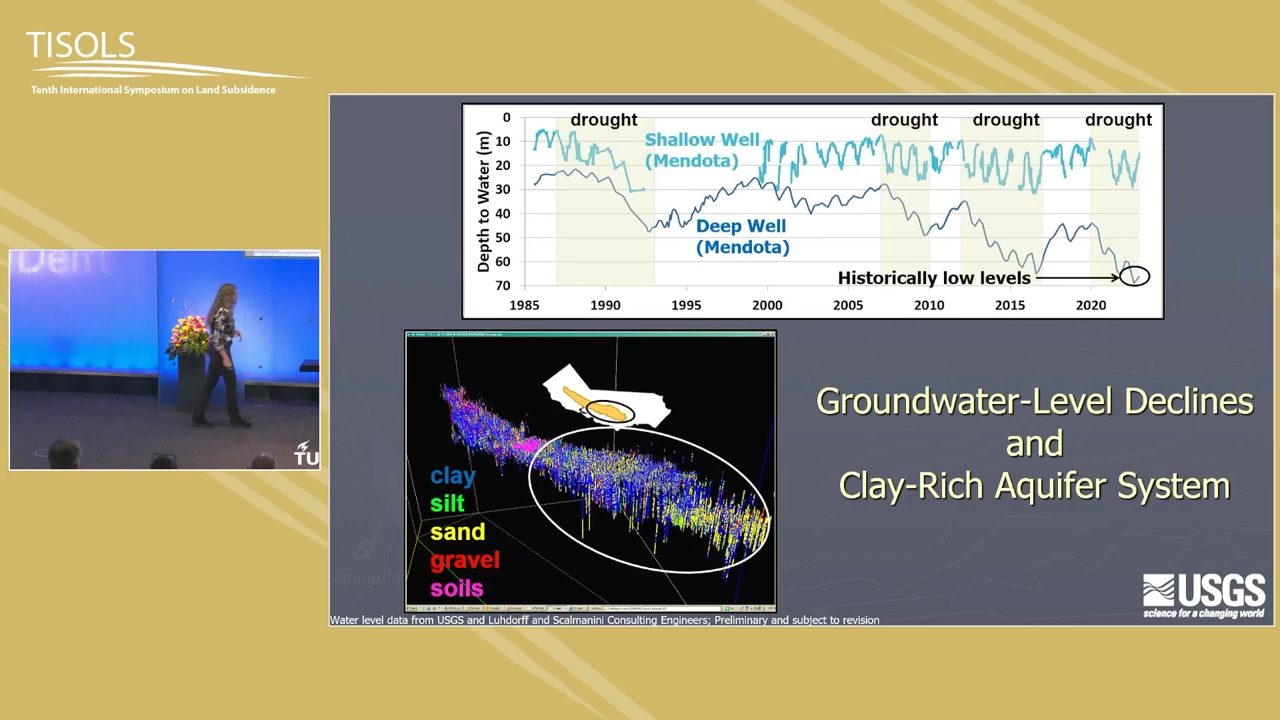 TISOLS
Tenth International Symposium on Land Subsidence
Delft
TU
0
10
20
30
40
50
60
70
Depth to Water (m)
drought
drought
drought
drought
Shallow Well
(Mendota)
Deep Well
(Mendota)
Historically low levels
1985
1990
1995
2000
2005
2010
2015
2020
clay
silt
sand
gravel
soils
Groundwater-Level Declines
and
Clay-Rich Aquifer System
USGS
science for a changing world
Water level data from USGS and Luhdorff and Scalmanini Consulting Engineers; Preliminary and subject to revision